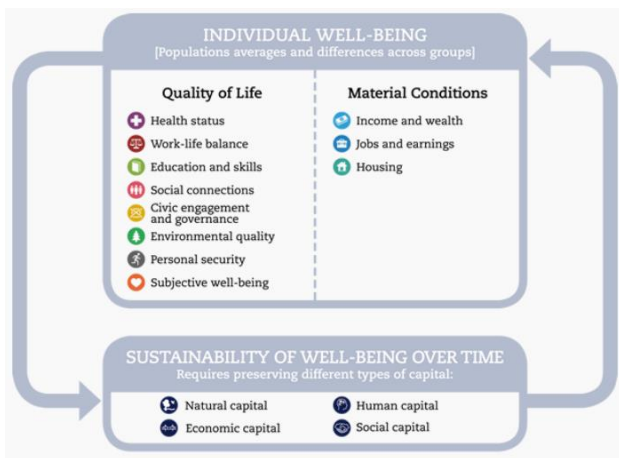 INDIVIDUAL WELL-BEING
[Populations averages and differences across groups]
Quality of Life
Health status
Work-life balance
Education and skills
Social connections
Civic engagement
and governance
Environmental quality
Personal security
Subjective well-being
Material Conditions
Income and wealth
Jobs and earnings
Housing
SUSTAINABILITY OF WELL-BEING OVER TIME
Requires preserving different types of capital:
Natural capital
Economic capital
Human capital
Social capital